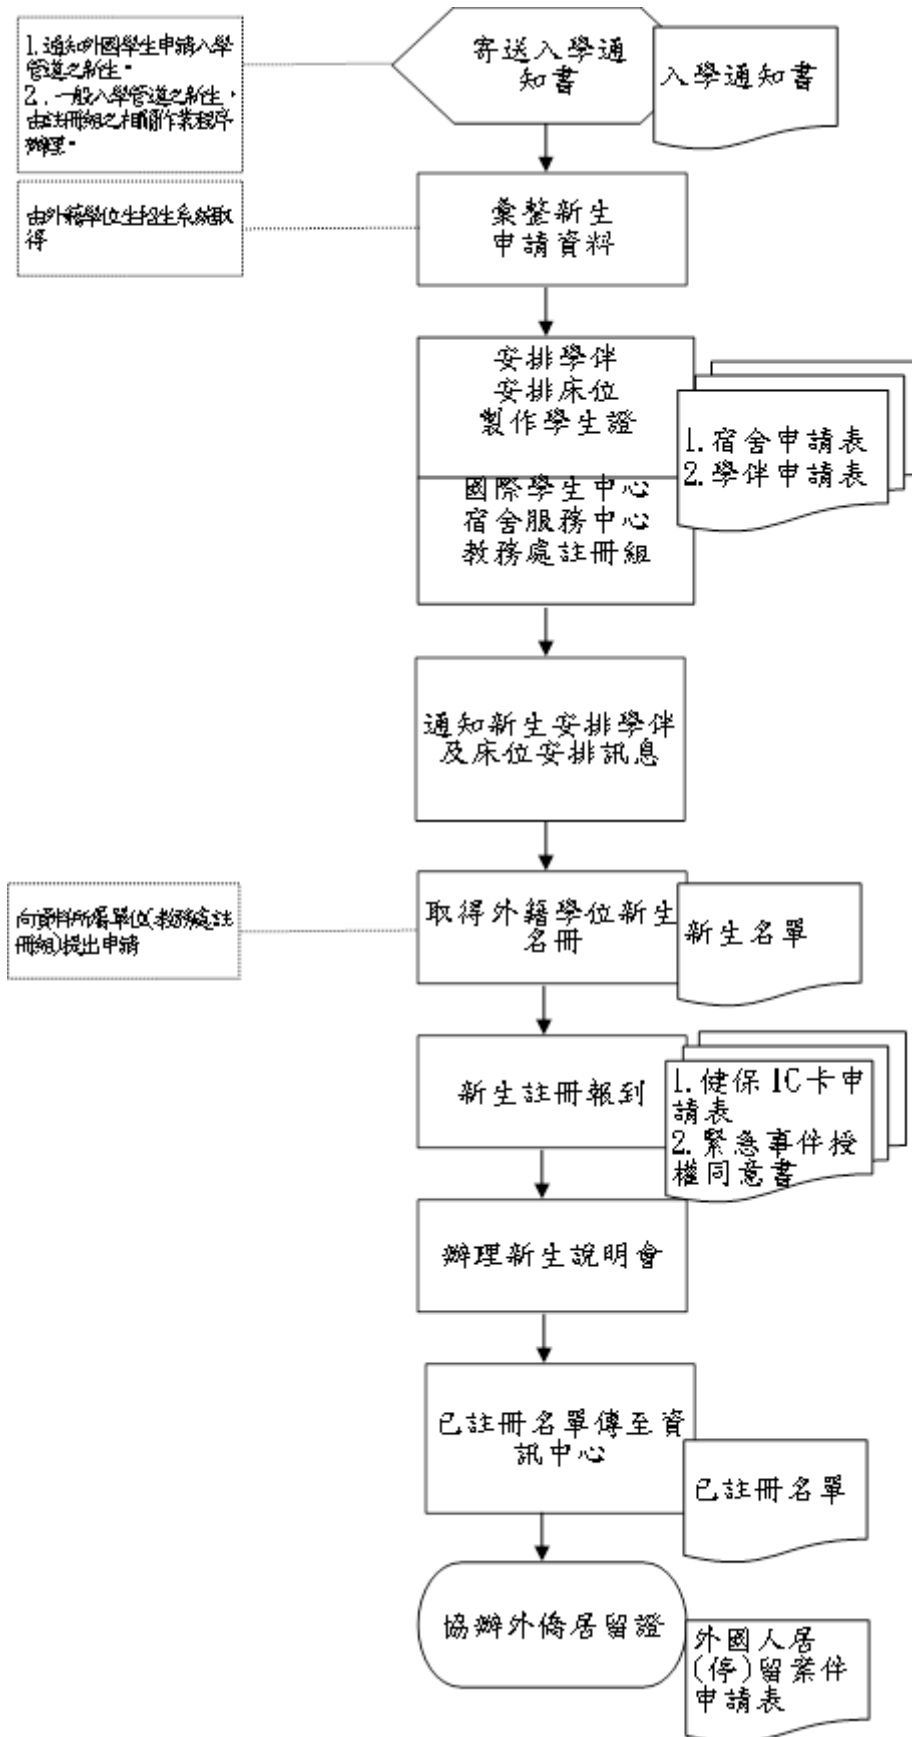 1.通知外國學生申請入學
管道之新生。
2.一般入學管道之新生，
由註冊組之相關作業程序
辦理。
寄送入學通
知書
入學通知書
由外籍學位生招生系統取
得
彙整新生
申請資料
安排學伴
安排床位
製作學生證
國際學生中心
宿舍服務中心
教務處註冊組
1.宿舍申請表
2.學伴申請表
通知新生安排學伴
及床位安排訊息
向資料所屬單位(教務處註
冊組)提出申請
取得外籍學位新生
名冊
新生名單
新生註冊報到
1.健保IC卡申
請表
2.緊急事件授
權同意書
辦理新生說明會
已註冊名單傳至資
訊中心
已註冊名單
協辦外僑居留證
外國人居
(停)留案件
申請表